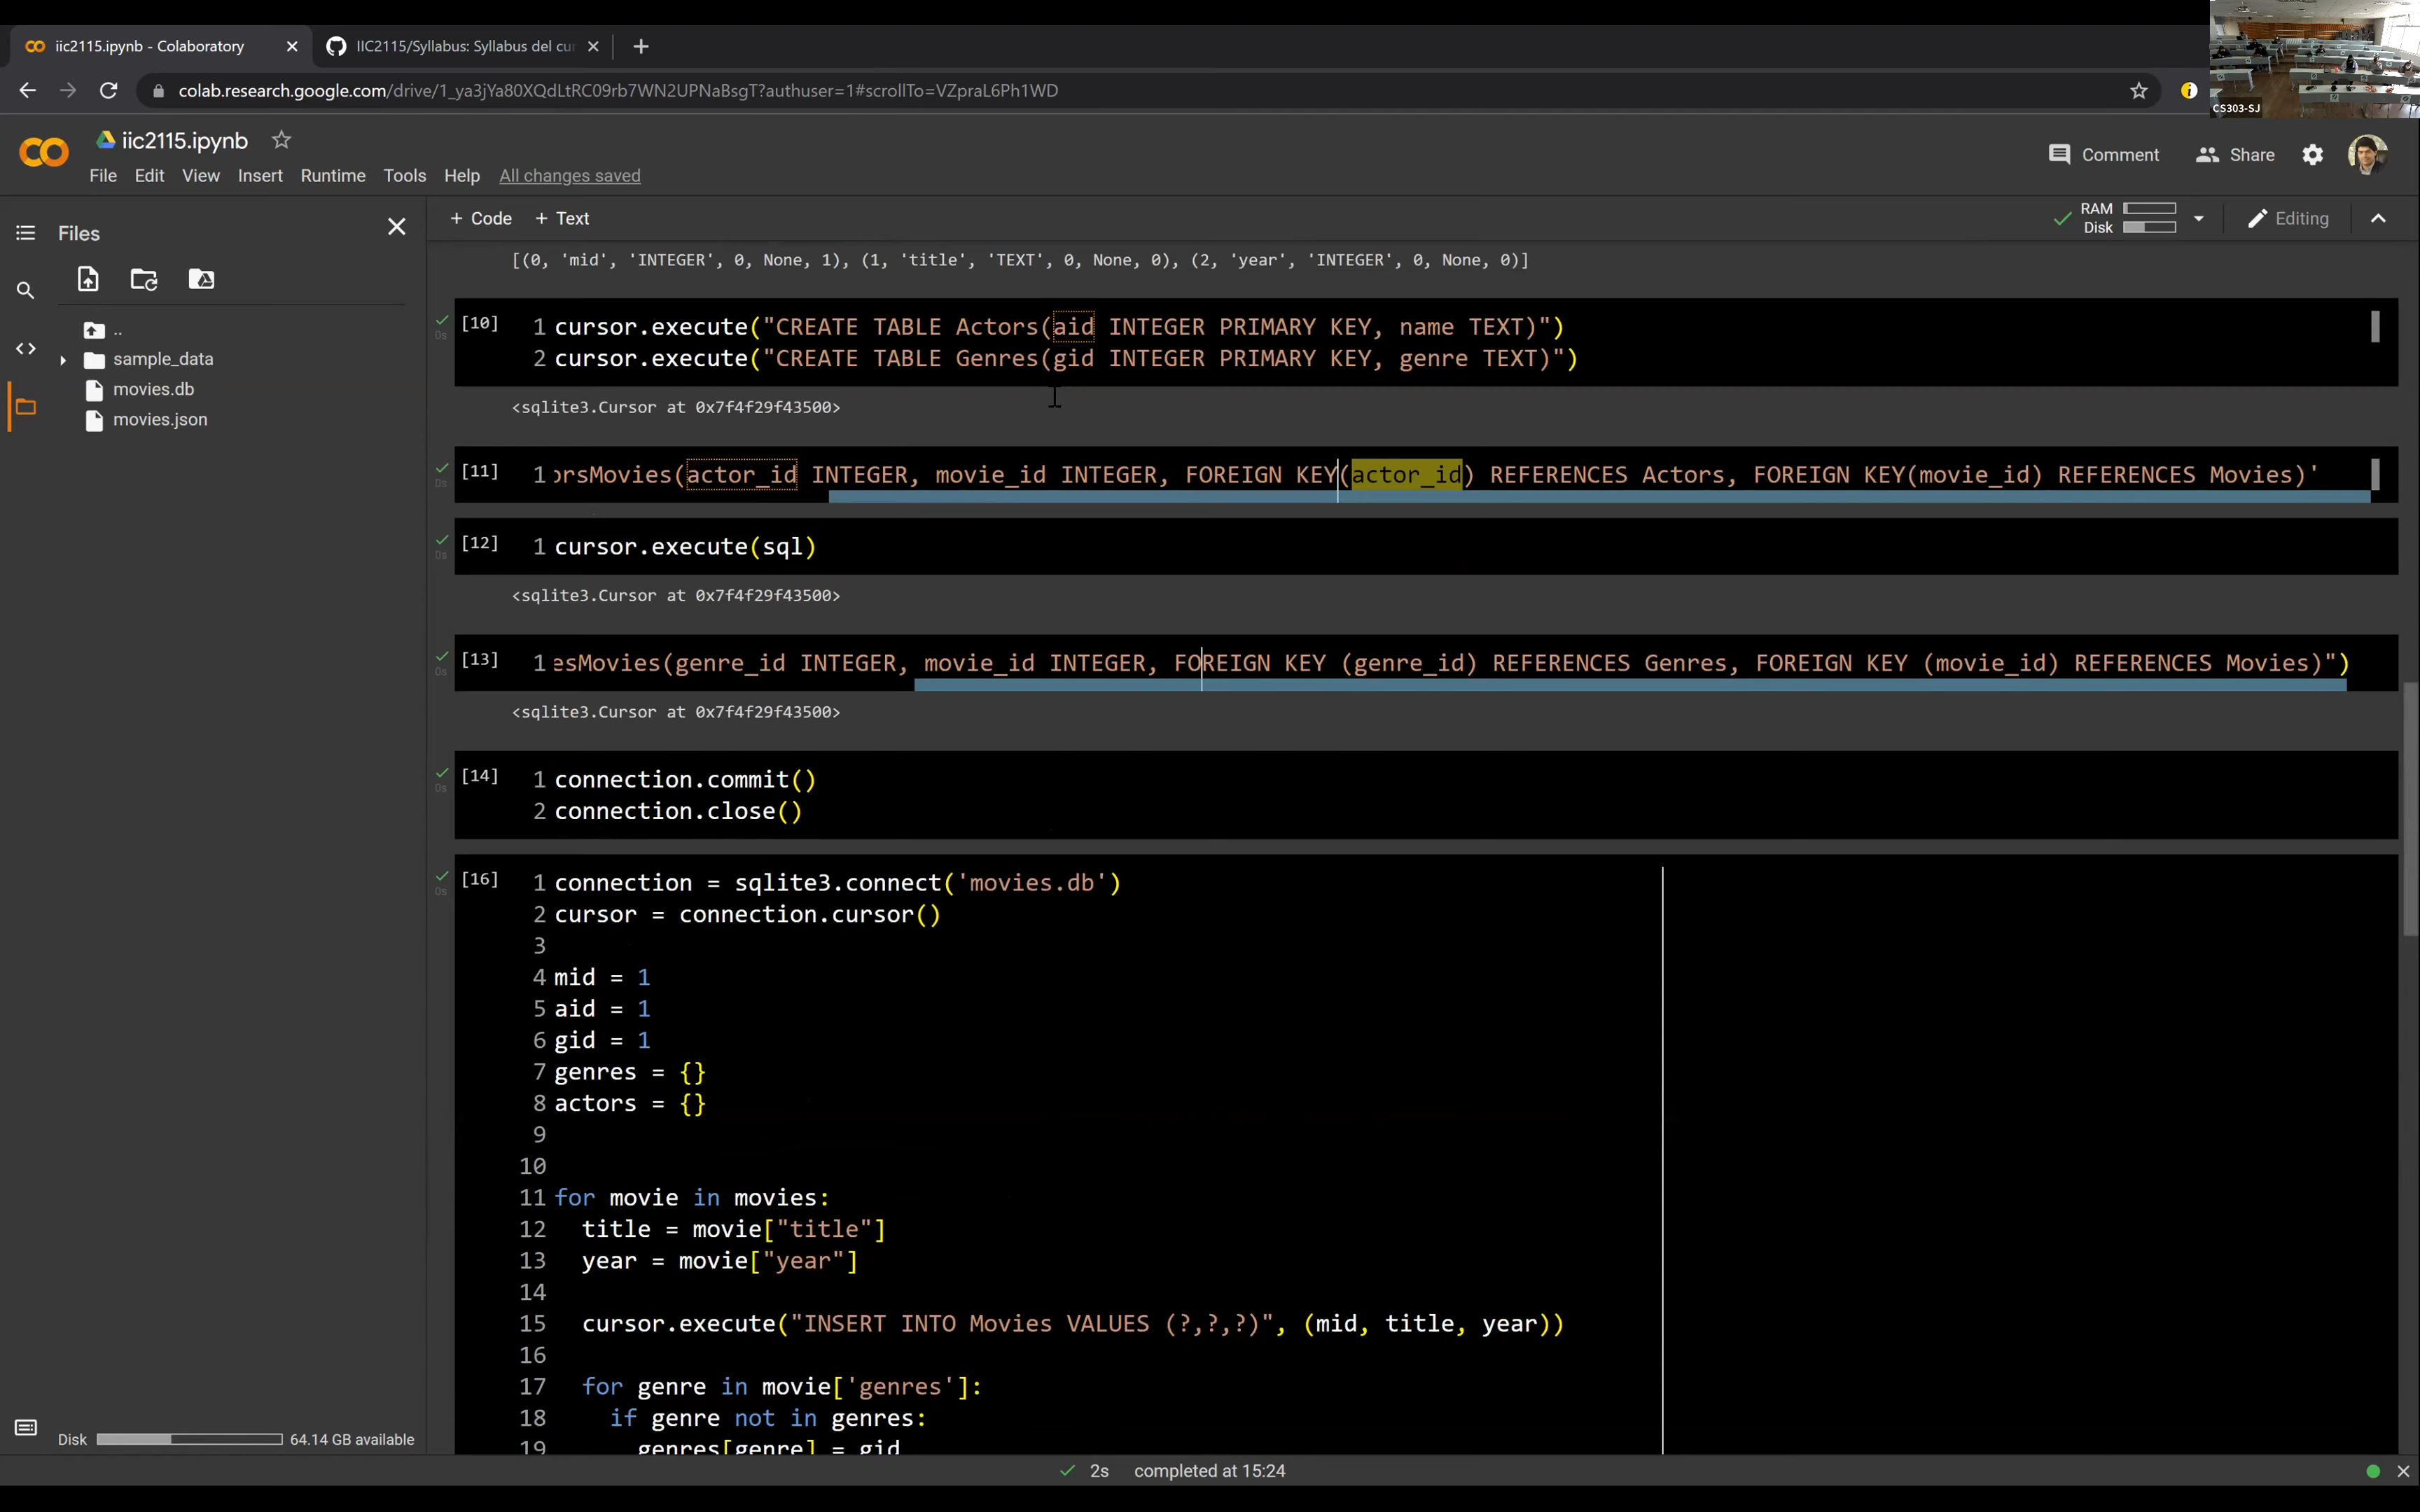 iic2115.ipynb - Colaboratory
IIC2115/Syllabus: Syllabus del cu
colab.research.google.com/drive/1_ya3jYa80XQdLtRC09rb7WN2UPNaBsgT?authuser=1#scrollTo=VZpraL6Ph1WD
CS303-SJ
iic2115.ipynb
File Edit View Insert Runtime Tools Help All changes saved
Comment
Share
Files
+ Code + Text
RAM
Disk
Editing
..
sample_data
movies.db
movies.json
[(0, 'mid', 'INTEGER', 0, None, 1), (1, 'title', 'TEXT', 0, None, 0), (2, 'year', 'INTEGER', 0, None, 0)]
[10]
0s
1 cursor.execute("CREATE TABLE Actors(aid INTEGER PRIMARY KEY, name TEXT)")
2 cursor.execute("CREATE TABLE Genres(gid INTEGER PRIMARY KEY, genre TEXT)")
<sqlite3.Cursor at 0x7f4f29f43500>
[11]
0s
1 orsMovies(actor_id INTEGER, movie_id INTEGER, FOREIGN KEY(actor_id) REFERENCES Actors, FOREIGN KEY(movie_id) REFERENCES Movies)'
[12]
0s
1 cursor.execute(sql)
<sqlite3.Cursor at 0x7f4f29f43500>
[13]
0s
1 esMovies(genre_id INTEGER, movie_id INTEGER, FOREIGN KEY (genre_id) REFERENCES Genres, FOREIGN KEY (movie_id) REFERENCES Movies)")
<sqlite3.Cursor at 0x7f4f29f43500>
[14]
0s
1 connection.commit()
2 connection.close()
[16]
0s
1 connection = sqlite3.connect('movies.db')
2 cursor = connection.cursor()
3
4 mid = 1
5 aid = 1
6 gid = 1
7 genres = {}
8 actors = {}
9
10
11 for movie in movies:
12 title = movie["title"]
13 year = movie["year"]
14
15 cursor.execute("INSERT INTO Movies VALUES (?,?,?)", (mid, title, year))
16
17 for genre in movie['genres']:
18 if genre not in genres:
19 genres[genre] = gid
Disk
64.14 GB available
2s completed at 15:24